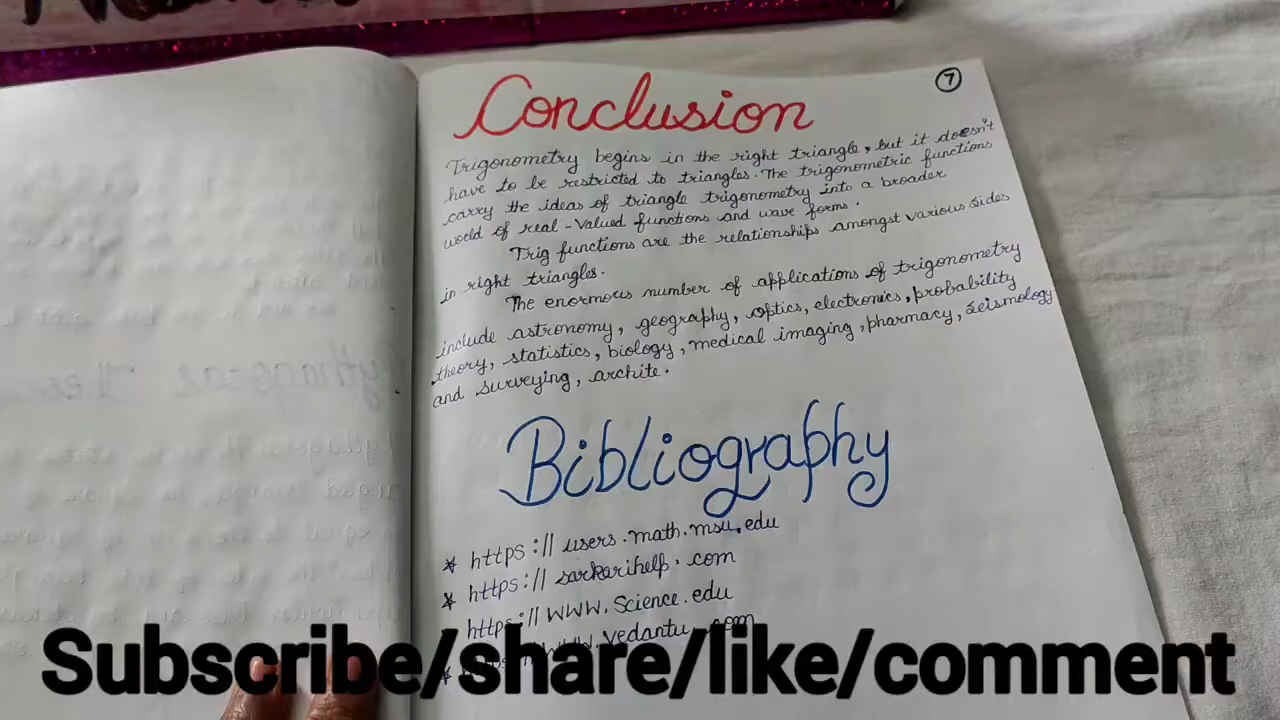 Conclusion
7
Trigonometry begins in the right triangle, but it doesn't
have to be restricted to triangles. The trigonometric functions
carry the ideas of triangle trigonometry into a broader
world of real-valued functions and wave forms.
Trig functions are the relationships amongst various sides
in right triangles.
The enormous number of applications of trigonometry
include astronomy, geography, optics, electronics, probability
theory, statistics, biology, medical imaging, pharmacy, seismology
and surveying, archite.
Bibliography
* https://users.math.msu.edu
* https://sarkarihelp.com
https://WWW.Science.edu
* WWW.vedantu.com
Subscribe/share/like/comment